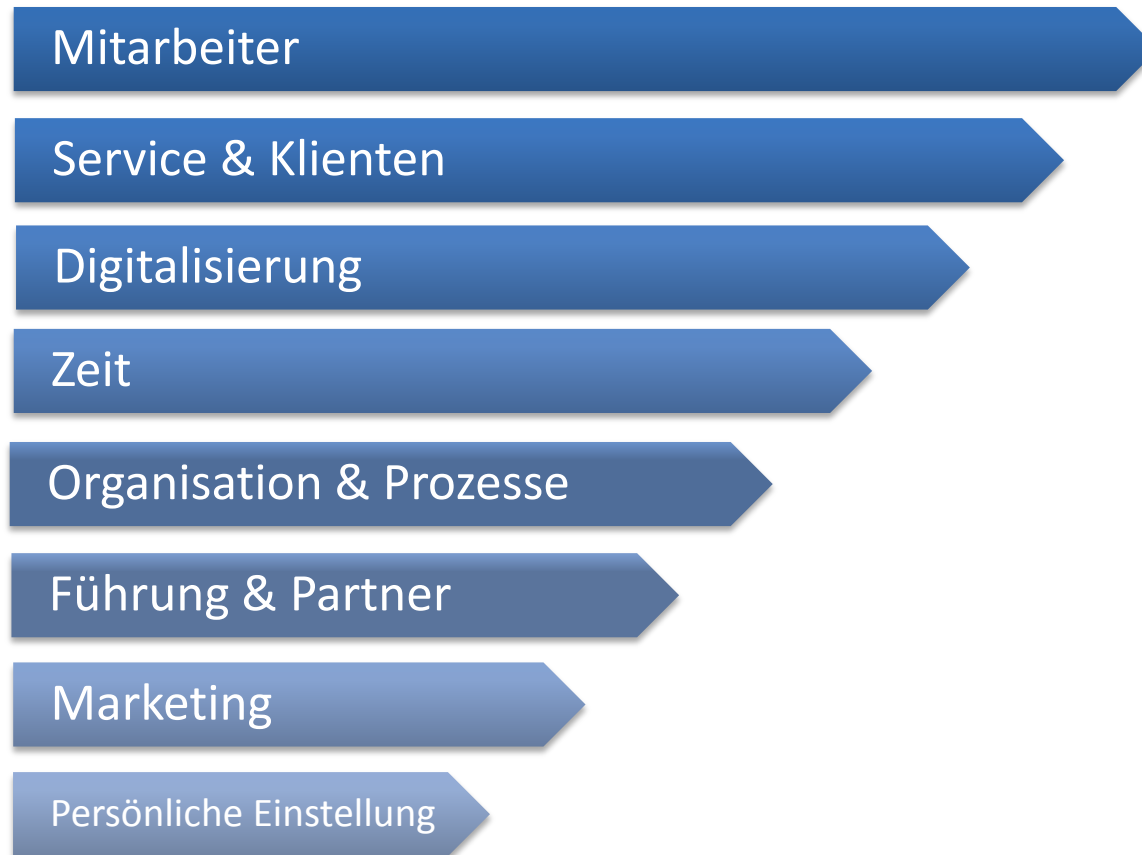 Mitarbeiter
Service & Klienten
Digitalisierung
Zeit
Organisation & Prozesse
Führung & Partner
Marketing
Persönliche Einstellung